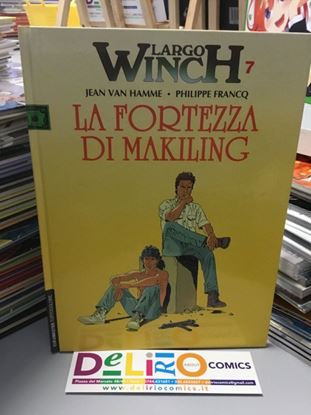 LARGO
WINCH 7
JEAN VAN HAMME • PHILIPPE FRANCQ
LA FORTEZZA
DI MAKILING
DELIRIO COMICS
www.deliriocomics.it